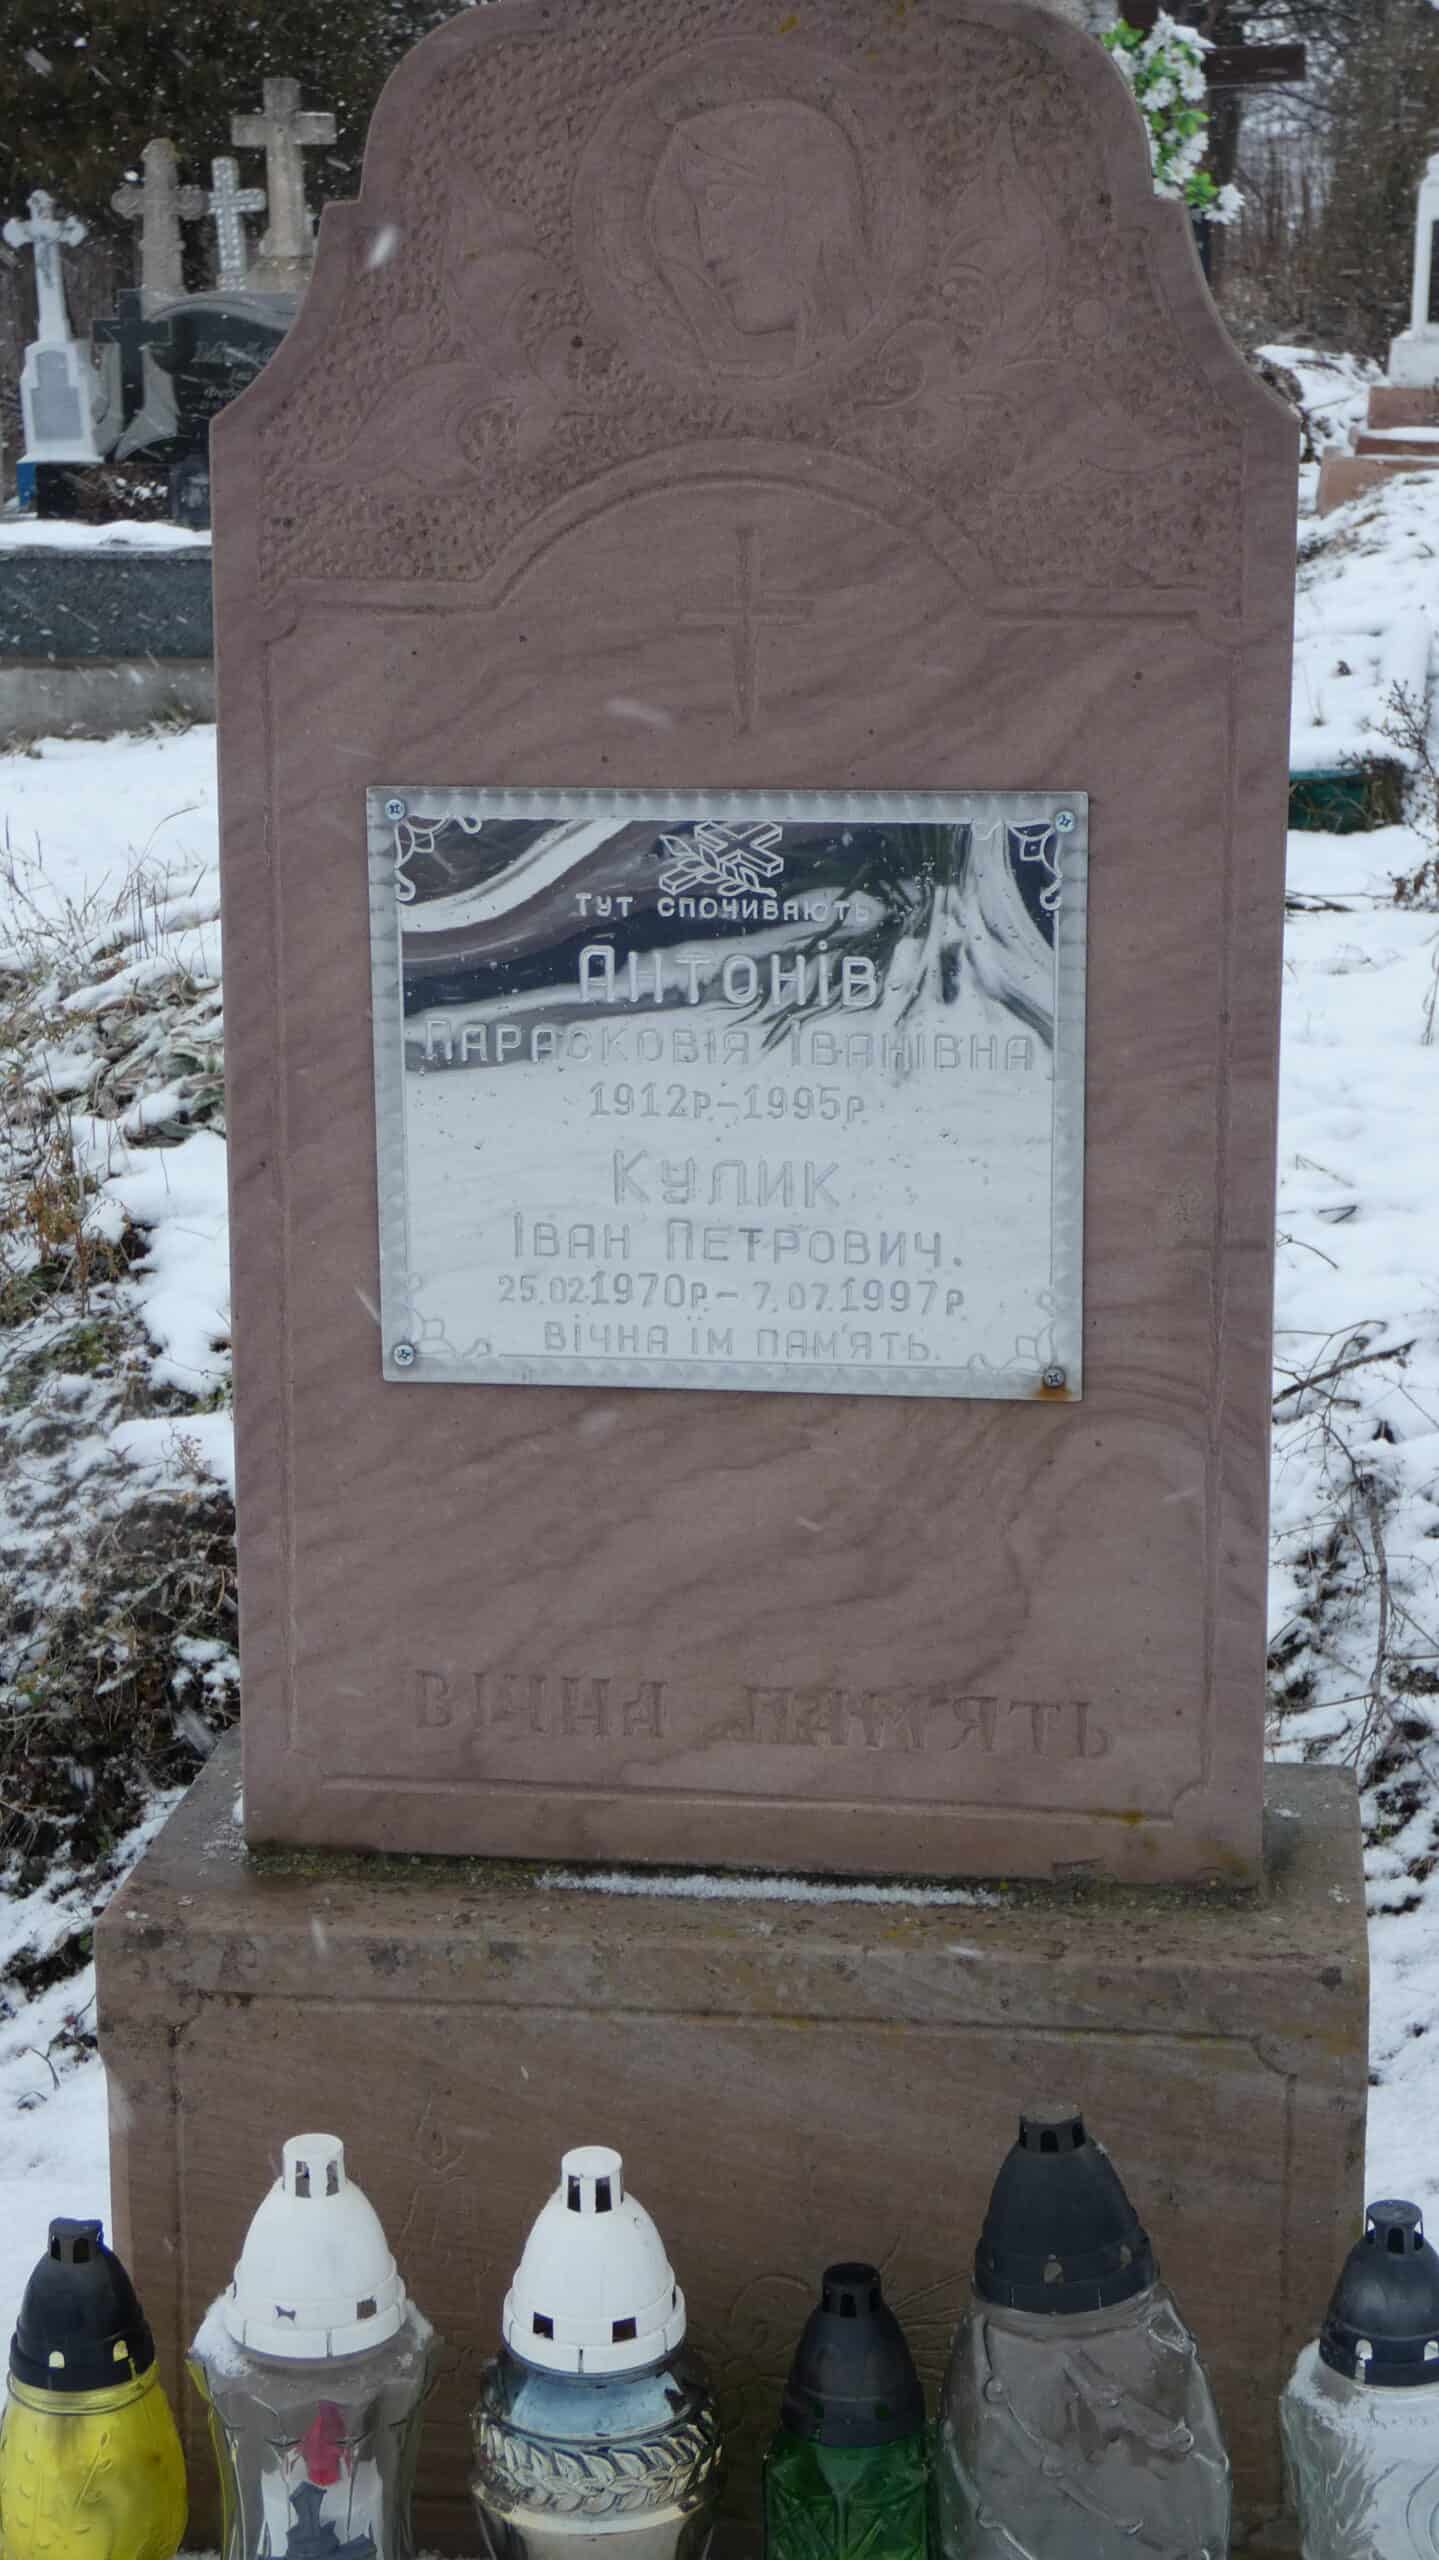 тут спочивають
Антонів
Парасковія Іванівна
1912р–1995р
Кулик
Іван Петрович.
25.02.1970р.– 7.07.1997р
вічна їм пам'ять.
ВІЧНА ПАМ'ЯТЬ